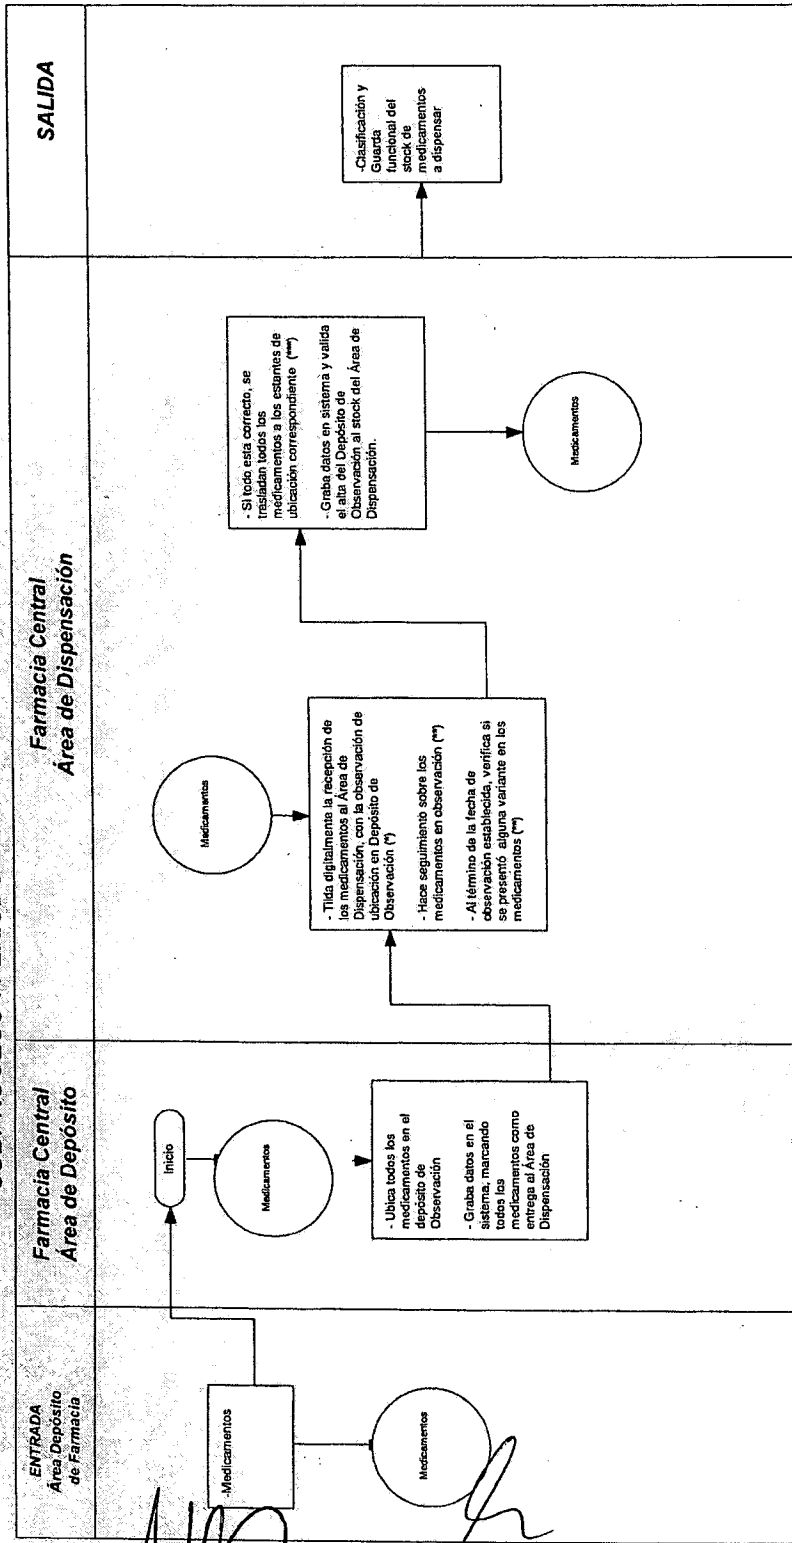 ENTRADA
Área Depósito
de Farmacia
Farmacia Central
Área de Depósito
Farmacia Central
Área de Dispensación
SALIDA
-Medicamentos
Medicamentos
Inicio
Medicamentos
- Ubica todos los
medicamentos en el
depósito de
Observación
- Graba datos en el
sistema, marcando
todos los
medicamentos como
entrega al Área de
Dispensación
Medicamentos
- Tilda digitalmente la recepción de
los medicamentos al Área de
Dispensación, con la observación de
ubicación en Depósito de
Observación (*)
- Hace seguimiento sobre los
medicamentos en observación (**)
- Al término de la fecha de
observación establecida, verifica si
se presentó alguna variante en los
medicamentos (**)
- Si todo está correcto, se
trasladan todos los
medicamentos a los estantes de
ubicación correspondiente (***)
- Graba datos en sistema y valida
el alta del Depósito de
Observación al stock del Área de
Dispensación.
Medicamentos
-Clasificación y
Guarda
funcional del
stock de
medicamentos
a dispensar